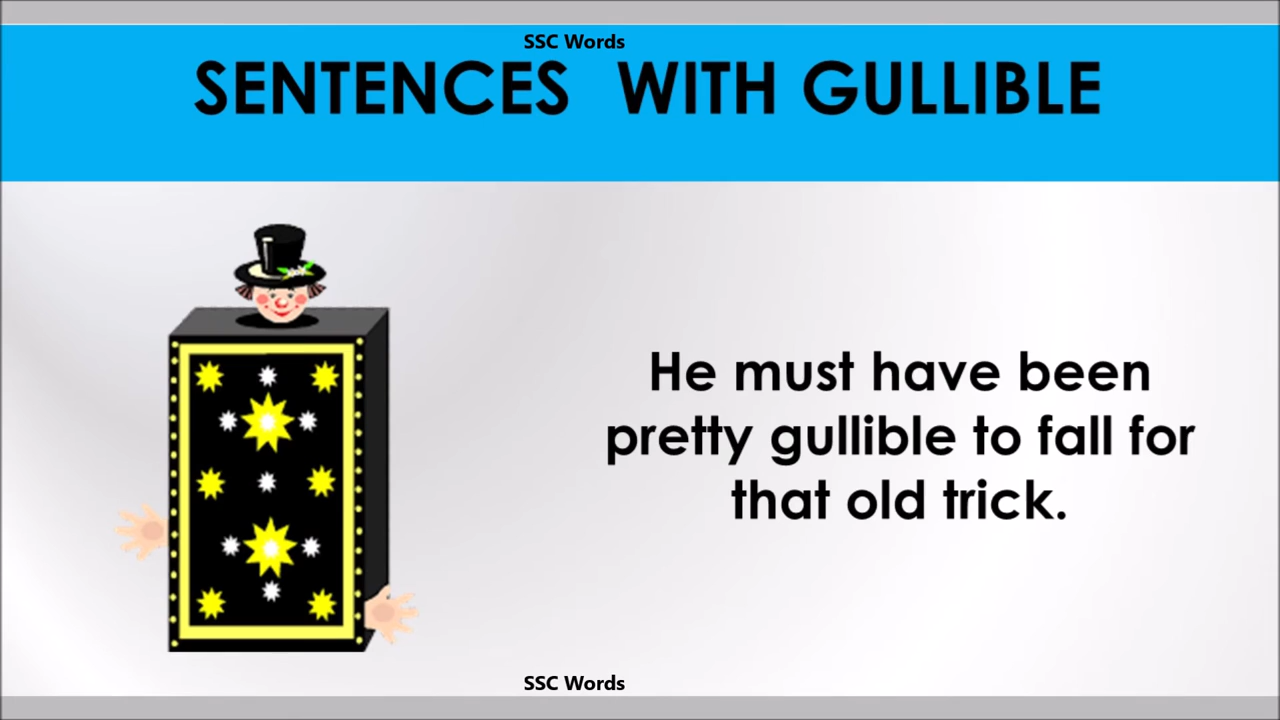 SSC Words
SENTENCES WITH GULLIBLE
He must have been
pretty gullible to fall for
that old trick.
SSC Words